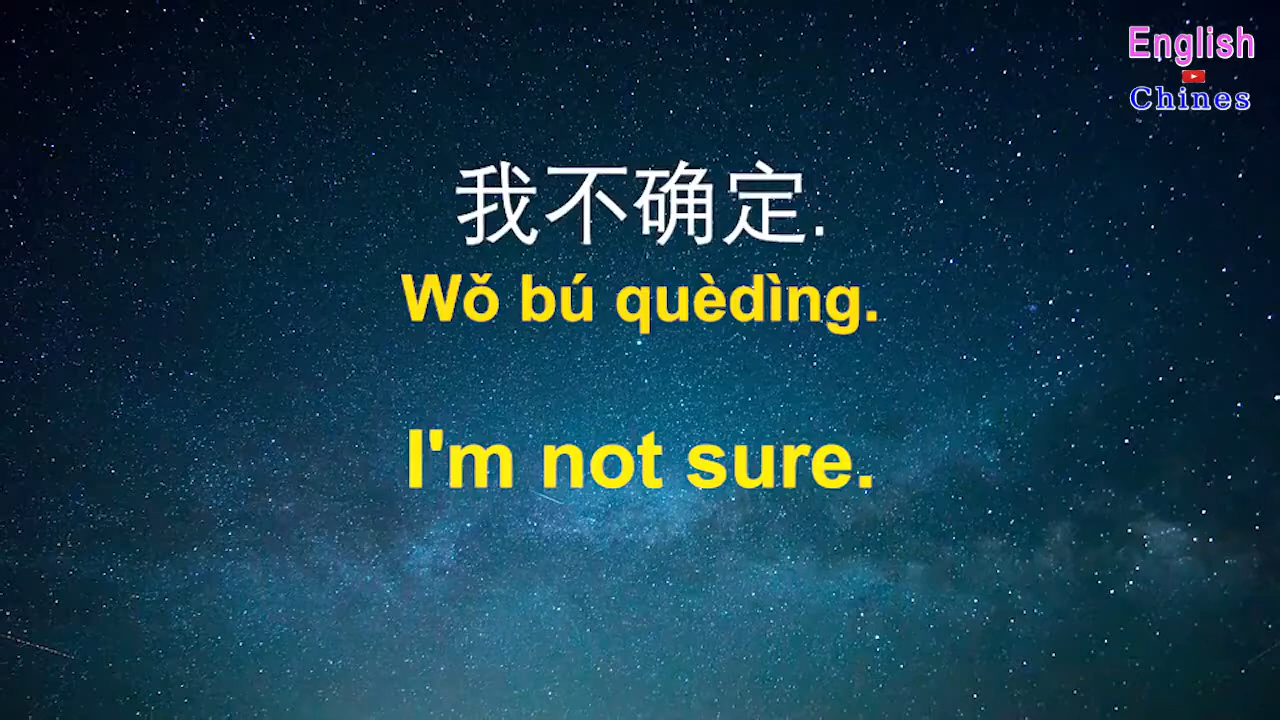 English
Chines
我不确定.
Wǒ bú quèdìng.
I'm not sure.